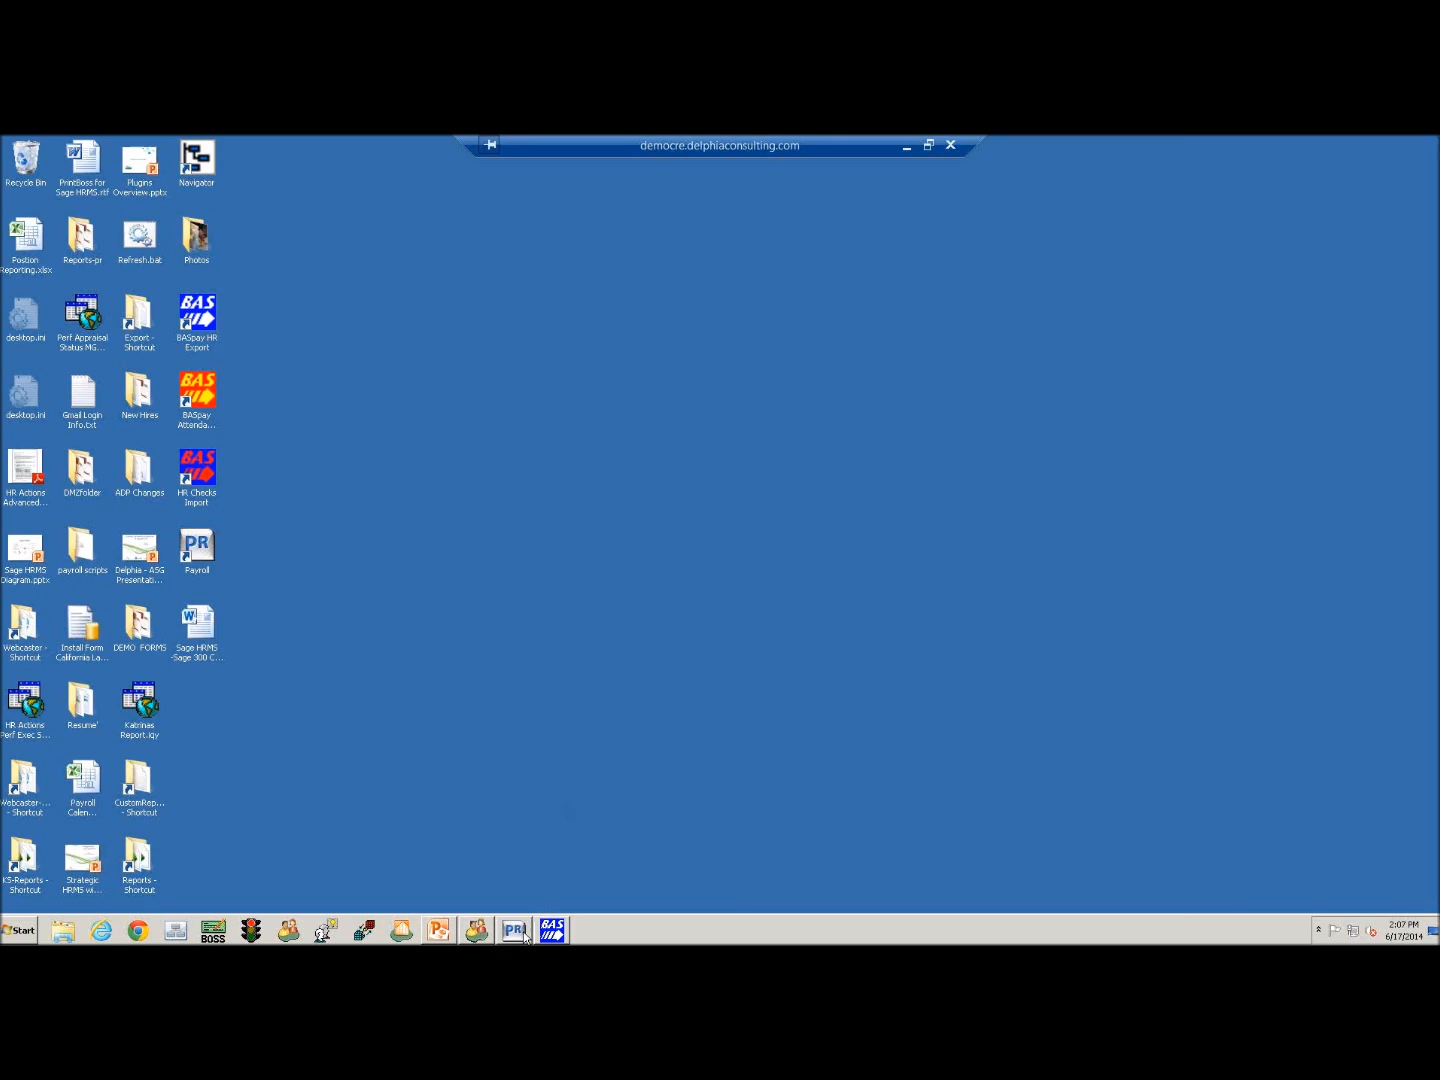 democre.delphiaconsulting.com
Recycle Bin
PrintBoss for
Sage HRMS.rtf
Plugins
Overview.pptx
Navigator
Postion
Reporting.xlsx
Reports-pr
Refresh.bat
Photos
desktop.ini
Perf Appraisal
Status MG...
Export -
Shortcut
BAS
BASpay HR
Export
desktop.ini
Gmail Login
Info.txt
New Hires
BAS
BASpay
Attenda...
HR Actions
Advanced...
DMZfolder
ADP Changes
BAS
HR Checks
Import
Sage HRMS
Diagram.pptx
payroll scripts
Delphia - ASG
Presentati...
PR
Payroll
Webcaster -
Shortcut
Install Form
California La...
DEMO FORMS
Sage HRMS
-Sage 300 C...
HR Actions
Perf Exec S...
Resume'
Katrinas
Report.iqy
Webcaster-...
- Shortcut
Payroll
Calen...
CustomRep...
- Shortcut
KS-Reports -
Shortcut
Strategic
HRMS wi...
Reports -
Shortcut
Start
BOSS
PR
BAS
2:07 PM
6/17/2014